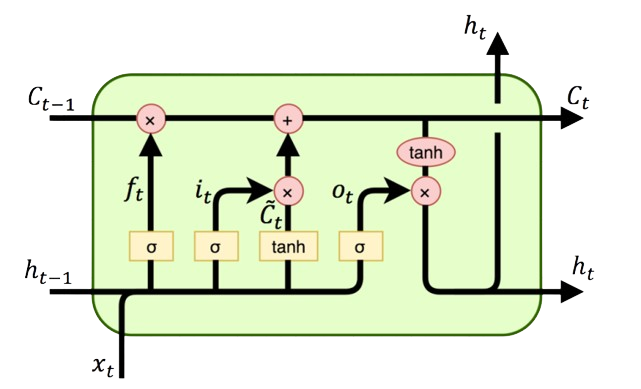 h_t
C_{t-1}
×
+
C_t
tanh
f_t
i_t
×
C̃_t
o_t
×
σ
σ
tanh
σ
h_{t-1}
h_t
x_t